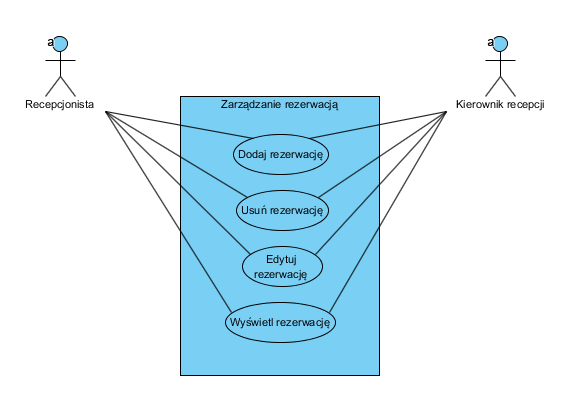 a
a
Recepcjonista
Kierownik recepcji
Zarządzanie rezerwacją
Dodaj rezerwację
Usuń rezerwację
Edytuj
rezerwację
Wyświetl rezerwację